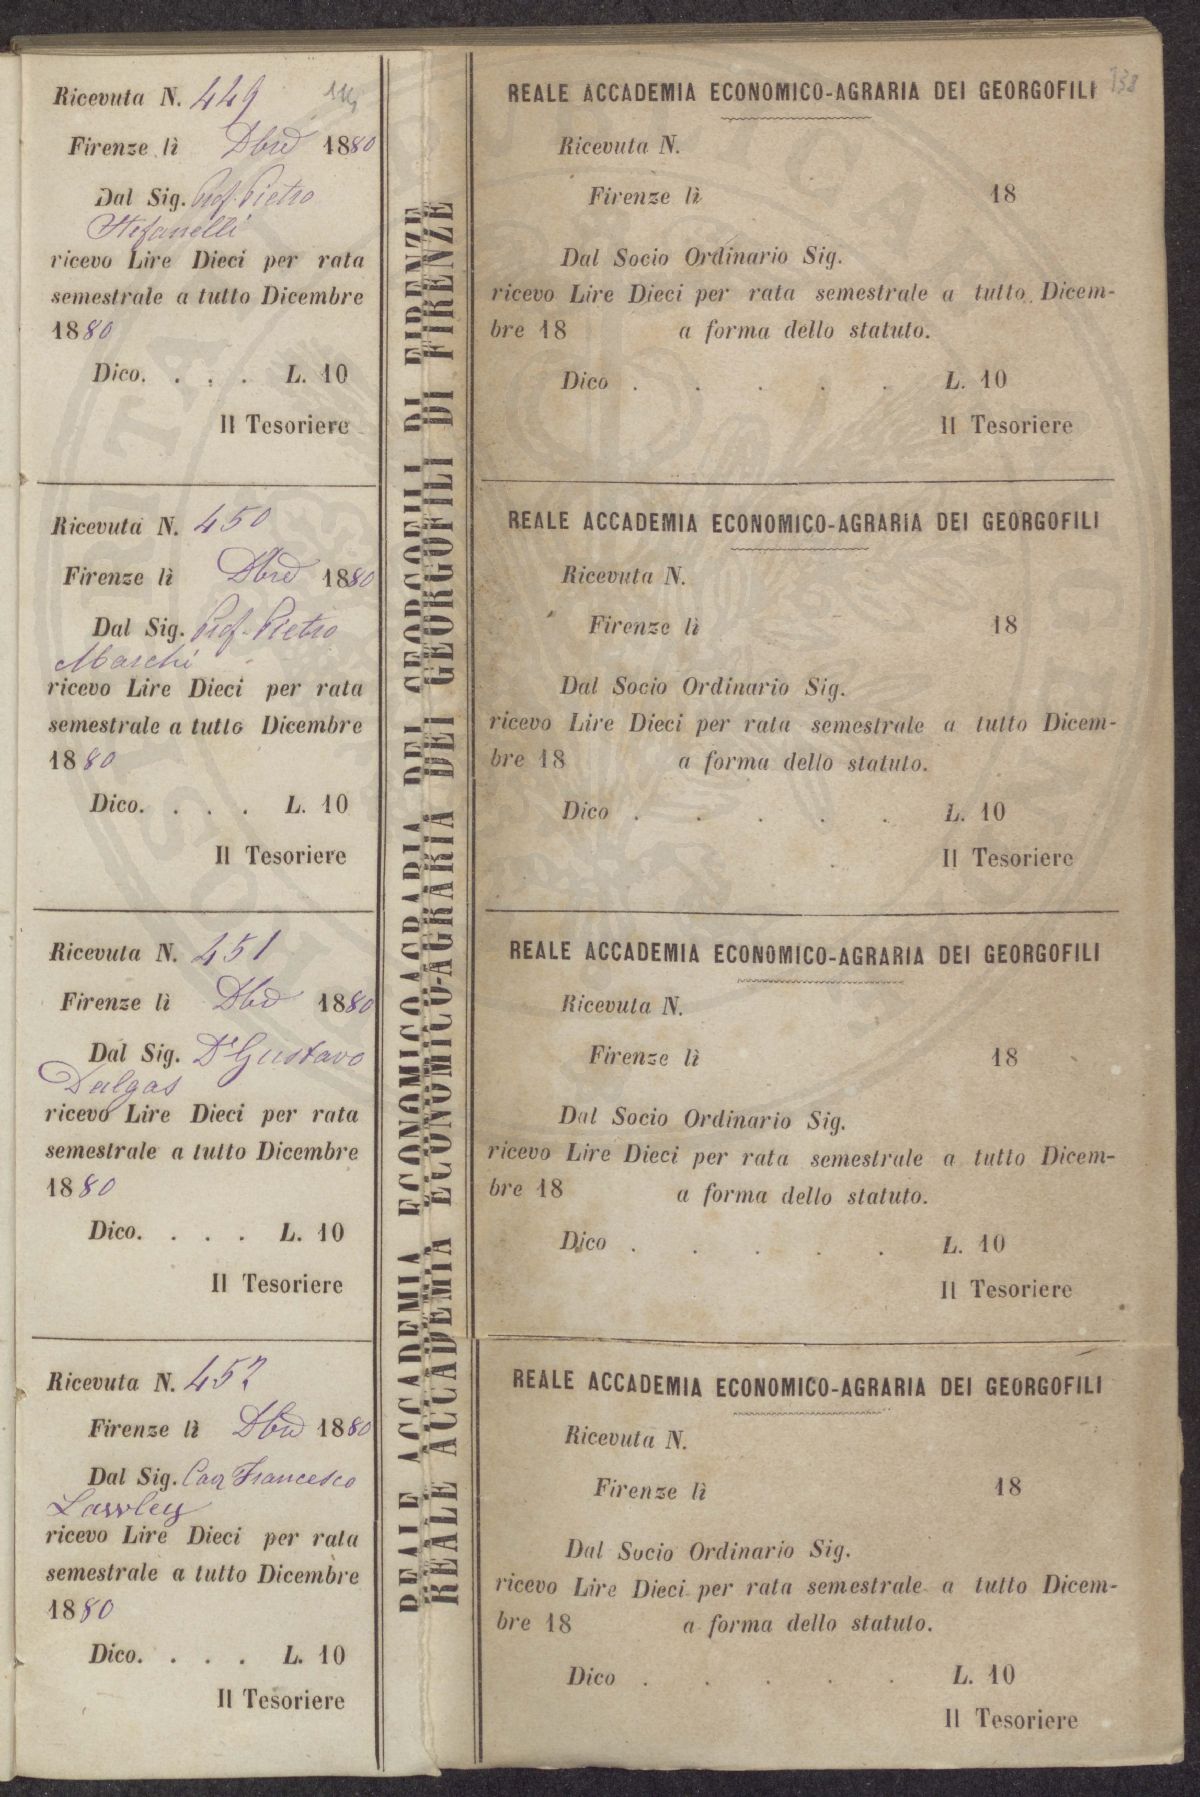 Ricevuta N. 449
Firenze lì Dbre 1880
Dal Sig. Prof. Pietro
Stefanelli
ricevo Lire Dieci per rata
semestrale a tutto Dicembre
1880
Dico. . . . L. 10
Il Tesoriere
Ricevuta N. 450
Firenze lì Dbre 1880
Dal Sig. Prof. Pietro
Marchi
ricevo Lire Dieci per rata
semestrale a tutto Dicembre
1880
Dico. . . . L. 10
Il Tesoriere
Ricevuta N. 451
Firenze lì Dbre 1880
Dal Sig. Dr Gustavo
Dalgas
ricevo Lire Dieci per rata
semestrale a tutto Dicembre
1880
Dico. . . . L. 10
Il Tesoriere
Ricevuta N. 452
Firenze lì Dbre 1880
Dal Sig. Cav Francesco
Lawley
ricevo Lire Dieci per rata
semestrale a tutto Dicembre
1880
Dico. . . . L. 10
Il Tesoriere
REALE ACCADEMIA ECONOMICO-AGRARIA DEI GEORGOFILI DI FIRENZE
REALE ACCADEMIA ECONOMICO-AGRARIA DEI GEORGOFILI DI FIRENZE
138
REALE ACCADEMIA ECONOMICO-AGRARIA DEI GEORGOFILI
Ricevuta N.
Firenze lì 18
Dal Socio Ordinario Sig.
ricevo Lire Dieci per rata semestrale a tutto Dicem-
bre 18 a forma dello statuto.
Dico . . . . . L. 10
Il Tesoriere
REALE ACCADEMIA ECONOMICO-AGRARIA DEI GEORGOFILI
Ricevuta N.
Firenze lì 18
Dal Socio Ordinario Sig.
ricevo Lire Dieci per rata semestrale a tutto Dicem-
bre 18 a forma dello statuto.
Dico . . . . . L. 10
Il Tesoriere
REALE ACCADEMIA ECONOMICO-AGRARIA DEI GEORGOFILI
Ricevuta N.
Firenze lì 18
Dal Socio Ordinario Sig.
ricevo Lire Dieci per rata semestrale a tutto Dicem-
bre 18 a forma dello statuto.
Dico . . . . . L. 10
Il Tesoriere
REALE ACCADEMIA ECONOMICO-AGRARIA DEI GEORGOFILI
Ricevuta N.
Firenze lì 18
Dal Socio Ordinario Sig.
ricevo Lire Dieci per rata semestrale a tutto Dicem-
bre 18 a forma dello statuto.
Dico . . . . . L. 10
Il Tesoriere